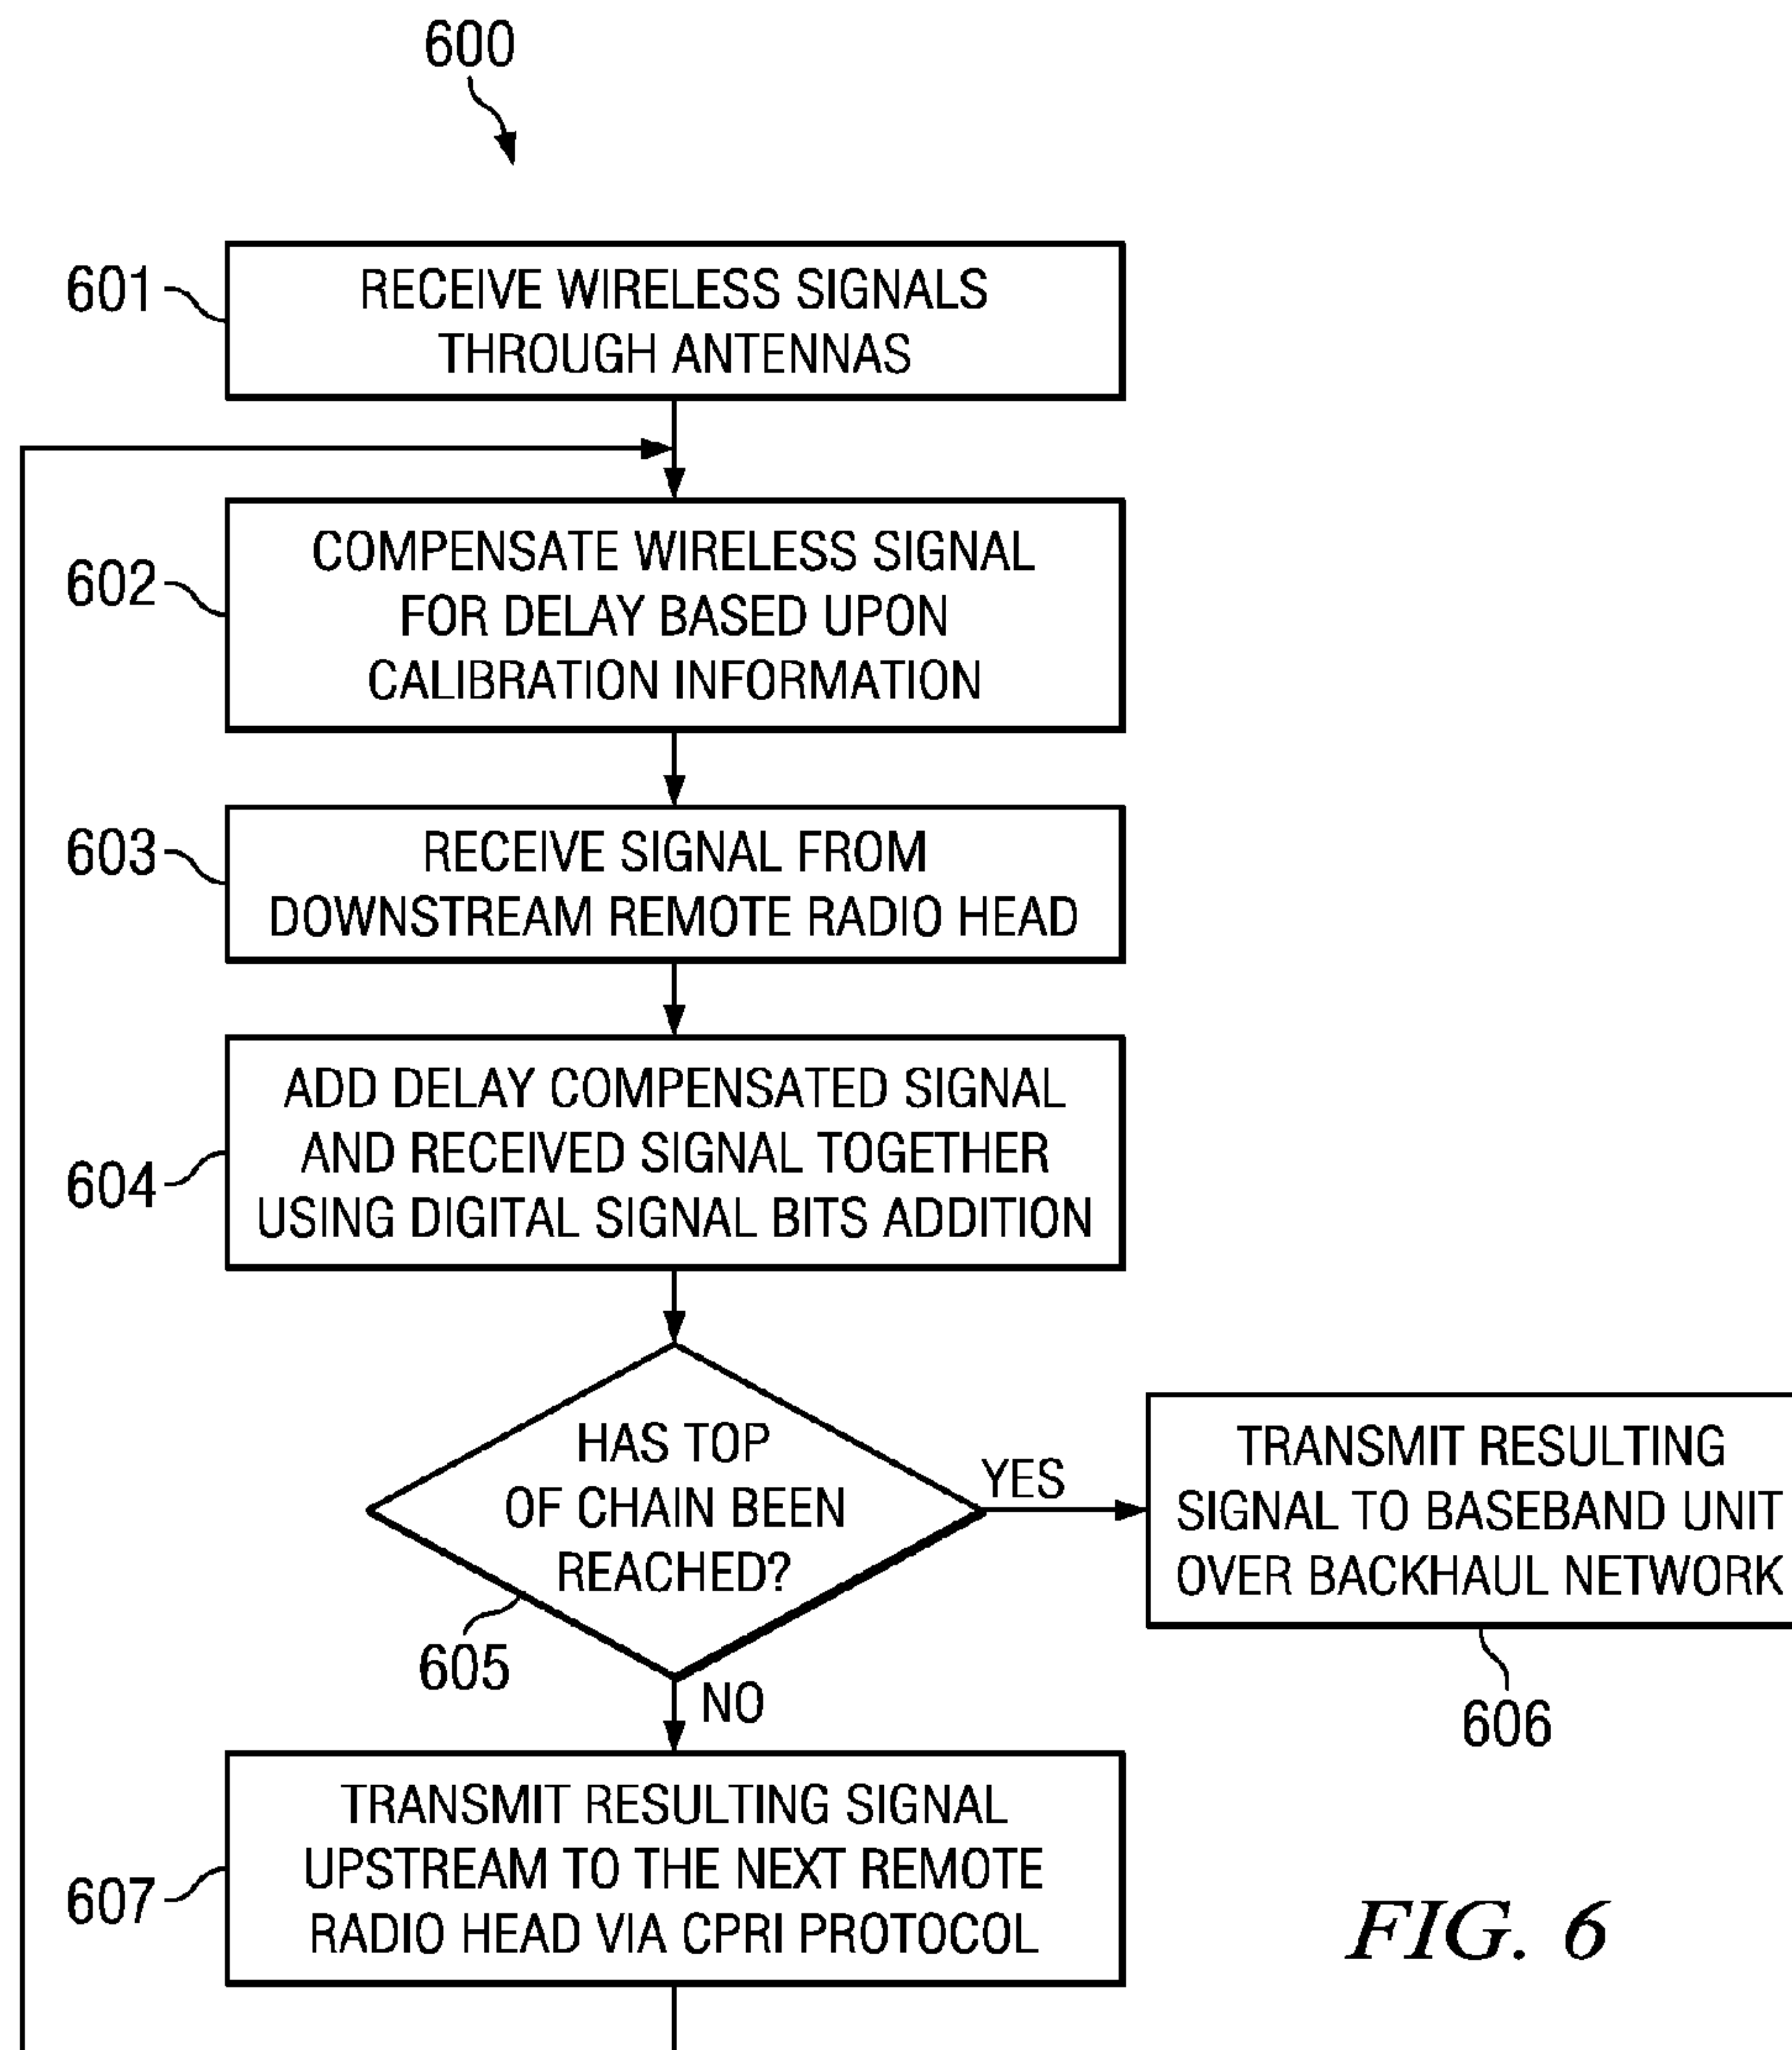 600
601
RECEIVE WIRELESS SIGNALS
THROUGH ANTENNAS
602
COMPENSATE WIRELESS SIGNAL
FOR DELAY BASED UPON
CALIBRATION INFORMATION
603
RECEIVE SIGNAL FROM
DOWNSTREAM REMOTE RADIO HEAD
604
ADD DELAY COMPENSATED SIGNAL
AND RECEIVED SIGNAL TOGETHER
USING DIGITAL SIGNAL BITS ADDITION
HAS TOP
OF CHAIN BEEN
REACHED?
605
YES
TRANSMIT RESULTING
SIGNAL TO BASEBAND UNIT
OVER BACKHAUL NETWORK
606
NO
607
TRANSMIT RESULTING SIGNAL
UPSTREAM TO THE NEXT REMOTE
RADIO HEAD VIA CPRI PROTOCOL
FIG. 6